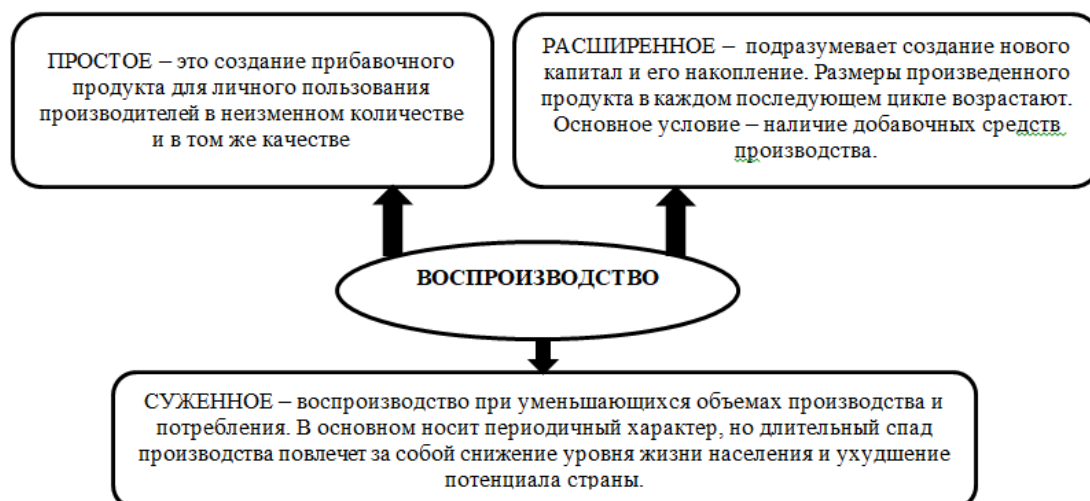 ПРОСТОЕ – это создание прибавочного
продукта для личного пользования
производителей в неизменном количестве
и в том же качестве
РАСШИРЕННОЕ – подразумевает создание нового
капитал и его накопление. Размеры произведенного
продукта в каждом последующем цикле возрастают.
Основное условие – наличие добавочных средств
производства.
ВОСПРОИЗВОДСТВО
СУЖЕННОЕ – воспроизводство при уменьшающихся объемах производства и
потребления. В основном носит периодичный характер, но длительный спад
производства повлечет за собой снижение уровня жизни населения и ухудшение
потенциала страны.